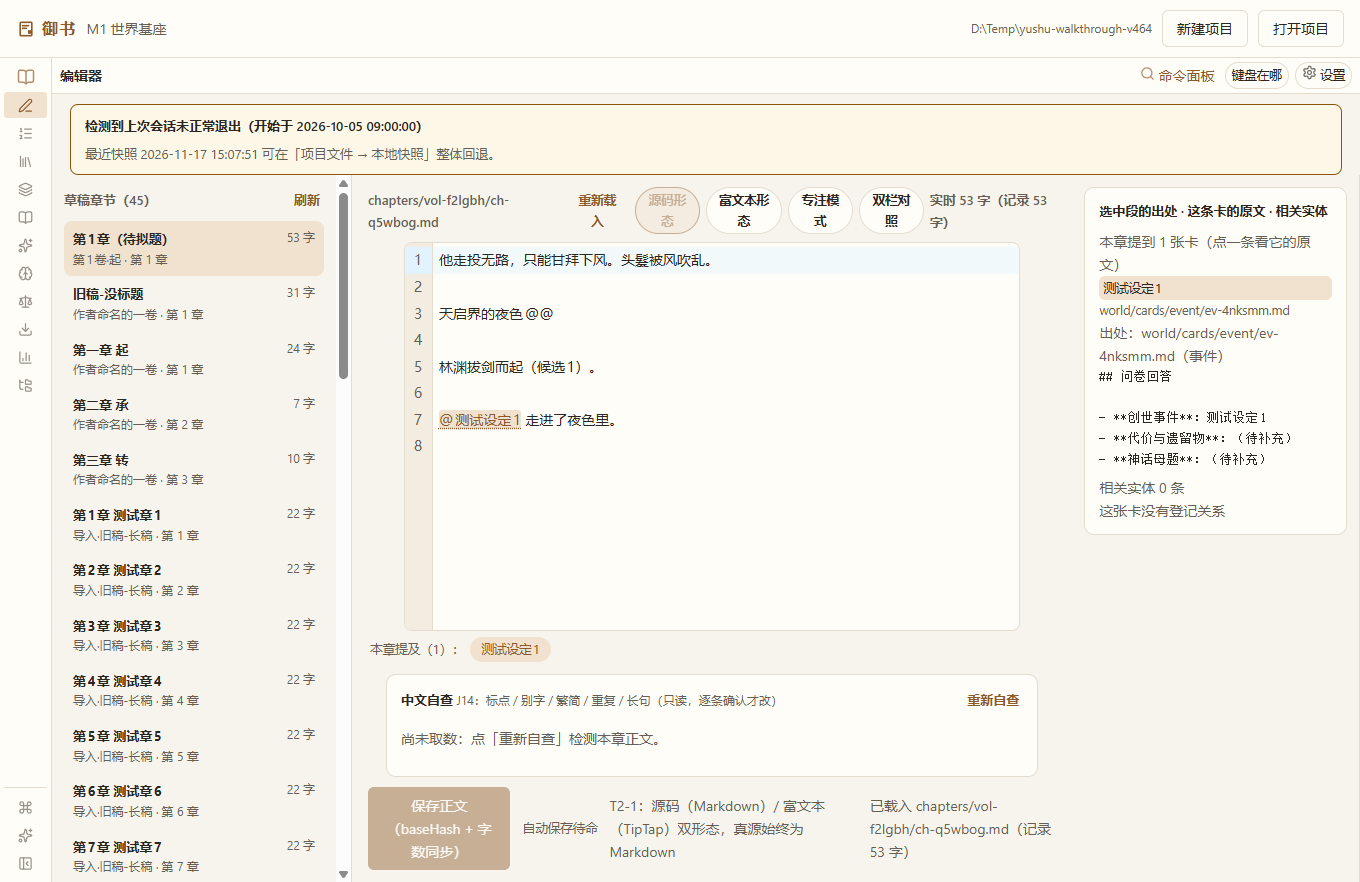 御书 M1 世界基座
D:\Temp\yushu-walkthrough-v464 新建项目 打开项目
编辑器
命令面板 键盘在哪 设置
检测到上次会话未正常退出（开始于 2026-10-05 09:00:00）
最近快照 2026-11-17 15:07:51 可在「项目文件 → 本地快照」整体回退。
草稿章节（45） 刷新
第1章（待拟题） 53 字
第1卷·起 · 第 1 章
旧稿-没标题 31 字
作者命名的一卷 · 第 1 章
第一章 起 24 字
作者命名的一卷 · 第 1 章
第二章 承 7 字
作者命名的一卷 · 第 2 章
第三章 转 10 字
作者命名的一卷 · 第 3 章
第1章 测试章1 22 字
导入·旧稿-长稿 · 第 1 章
第2章 测试章2 22 字
导入·旧稿-长稿 · 第 2 章
第3章 测试章3 22 字
导入·旧稿-长稿 · 第 3 章
第4章 测试章4 22 字
导入·旧稿-长稿 · 第 4 章
第5章 测试章5 22 字
导入·旧稿-长稿 · 第 5 章
第6章 测试章6 22 字
导入·旧稿-长稿 · 第 6 章
第7章 测试章7 22 字
导入·旧稿-长稿 · 第 7 章
chapters/vol-f2lgbh/ch-
q5wbog.md
重新载
入
源码形
态
富文本形
态
专注模
式
双栏对
照
实时 53 字（记录 53
字）
1 他走投无路，只能甘拜下风。头髮被风吹乱。
2
3 天启界的夜色@@
4
5 林渊拔剑而起（候选1）。
6
7 @测试设定1 走进了夜色里。
8
本章提及（1）： 测试设定1
中文自查 J14：标点 / 别字 / 繁简 / 重复 / 长句（只读，逐条确认才改） 重新自查
尚未取数：点「重新自查」检测本章正文。
保存正文
（baseHash + 字
数同步）
自动保存待命
T2-1：源码（Markdown）/ 富文本
（TipTap）双形态，真源始终为
Markdown
已载入 chapters/vol-
f2lgbh/ch-q5wbog.md（记录
53 字）
选中段的出处 · 这条卡的原文 · 相关实体
本章提到 1 张卡（点一条看它的原
文）
测试设定1
world/cards/event/ev-4nksmm.md
出处：world/cards/event/ev-
4nksmm.md（事件）
## 问卷回答
- **创世事件**: 测试设定1
- **代价与遗留物**: （待补充）
- **神话母题**: （待补充）
相关实体 0 条
这张卡没有登记关系